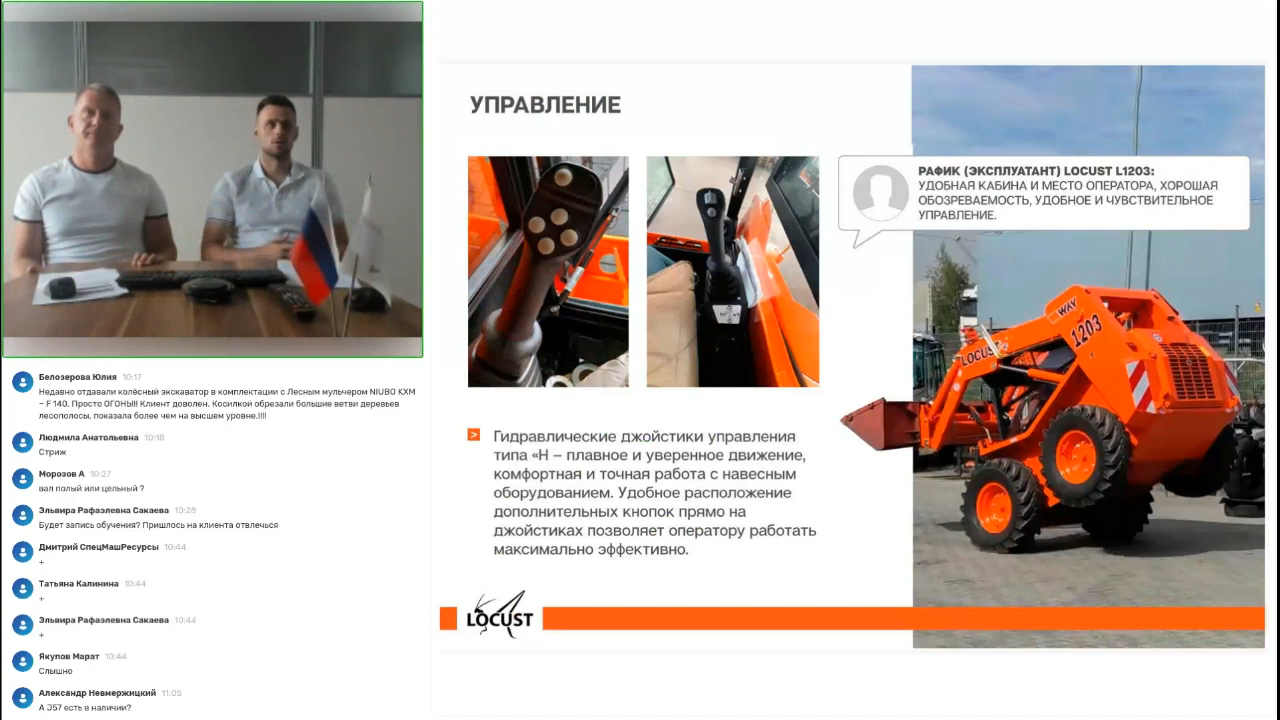 Белозерова Юлия 10:17
Недавно отдавали колёсный экскаватор в комплектации с Лесным мульчером NIUBO KXM
– F 140. Просто ОГОНЬ!!! Клиент доволен. Косилкой обрезали большие ветви деревьев
лесополосы, показала более чем на высшем уровне.!!!!
Людмила Анатольевна 10:18
Стриж
Морозов А 10:27
вал полый или цельный ?
Эльвира Рафаэлевна Сакаева 10:28
Будет запись обучения? Пришлось на клиента отвлечься
Дмитрий СпецМашРесурсы 10:44
+
Татьяна Калинина 10:44
+
Эльвира Рафаэлевна Сакаева 10:44
+
Якупов Марат 10:44
Слышно
Александр Невмержицкий 11:05
А J57 есть в наличии?
УПРАВЛЕНИЕ
РАФИК (ЭКСПЛУАТАНТ) LOCUST L1203:
УДОБНАЯ КАБИНА И МЕСТО ОПЕРАТОРА, ХОРОШАЯ
ОБОЗРЕВАЕМОСТЬ, УДОБНОЕ И ЧУВСТВИТЕЛЬНОЕ
УПРАВЛЕНИЕ.
Гидравлические джойстики управления
типа «Н – плавное и уверенное движение,
комфортная и точная работа с навесным
оборудованием. Удобное расположение
дополнительных кнопок прямо на
джойстиках позволяет оператору работать
максимально эффективно.
WAY
1203
LOCUST
LOCUST